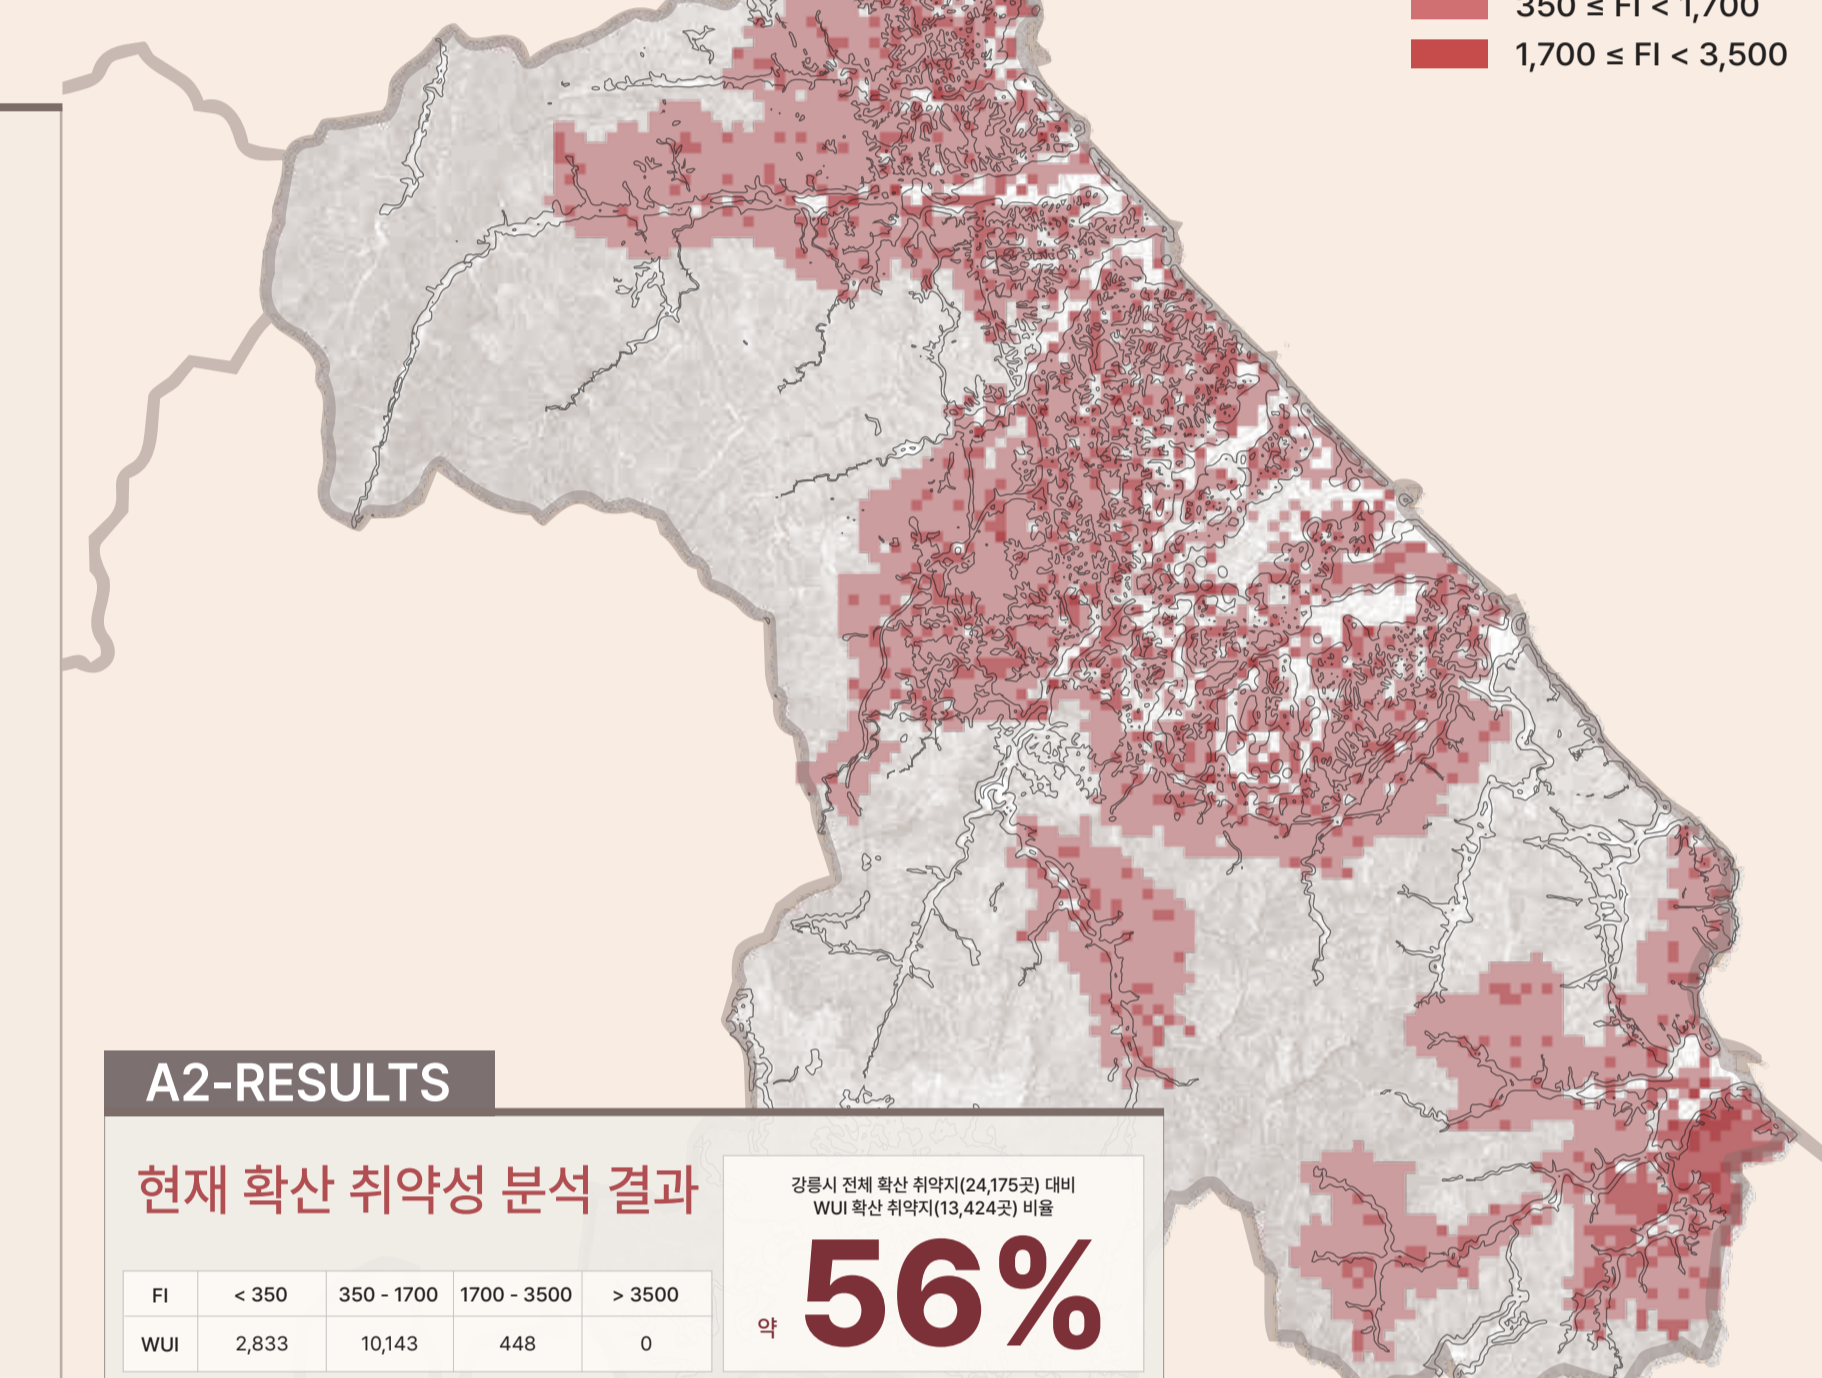 350 ≤ FI < 1,700
1,700 ≤ FI < 3,500
A2-RESULTS
현재 확산 취약성 분석 결과
강릉시 전체 확산 취약지(24,175곳) 대비
WUI 확산 취약지(13,424곳) 비율
약 56%
FI < 350 350 - 1700 1700 - 3500 > 3500
WUI 2,833 10,143 448 0